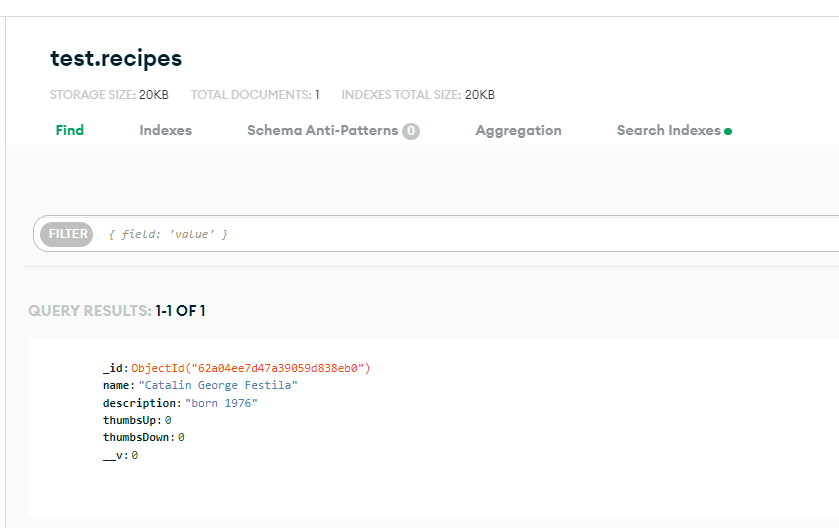 test.recipes
STORAGE SIZE: 20KB TOTAL DOCUMENTS: 1 INDEXES TOTAL SIZE: 20KB
Find Indexes Schema Anti-Patterns 0 Aggregation Search Indexes
FILTER { field: 'value' }
QUERY RESULTS: 1-1 OF 1
_id: ObjectId("62a04ee7d47a39059d838eb0")
name: "Catalin George Festila"
description: "born 1976"
thumbsUp: 0
thumbsDown: 0
__v: 0